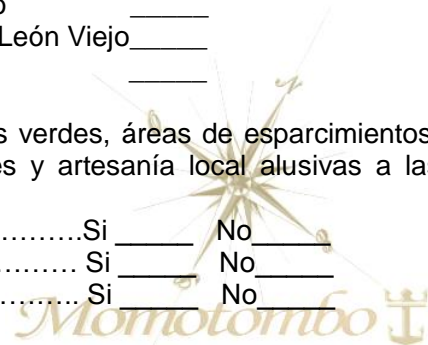 León Viejo_____
_____
s verdes, áreas de esparcimientos
es y artesanía local alusivas a las
……….Si _____ No_____
……… Si _____ No_____
………. Si _____ No_____
Momotombo